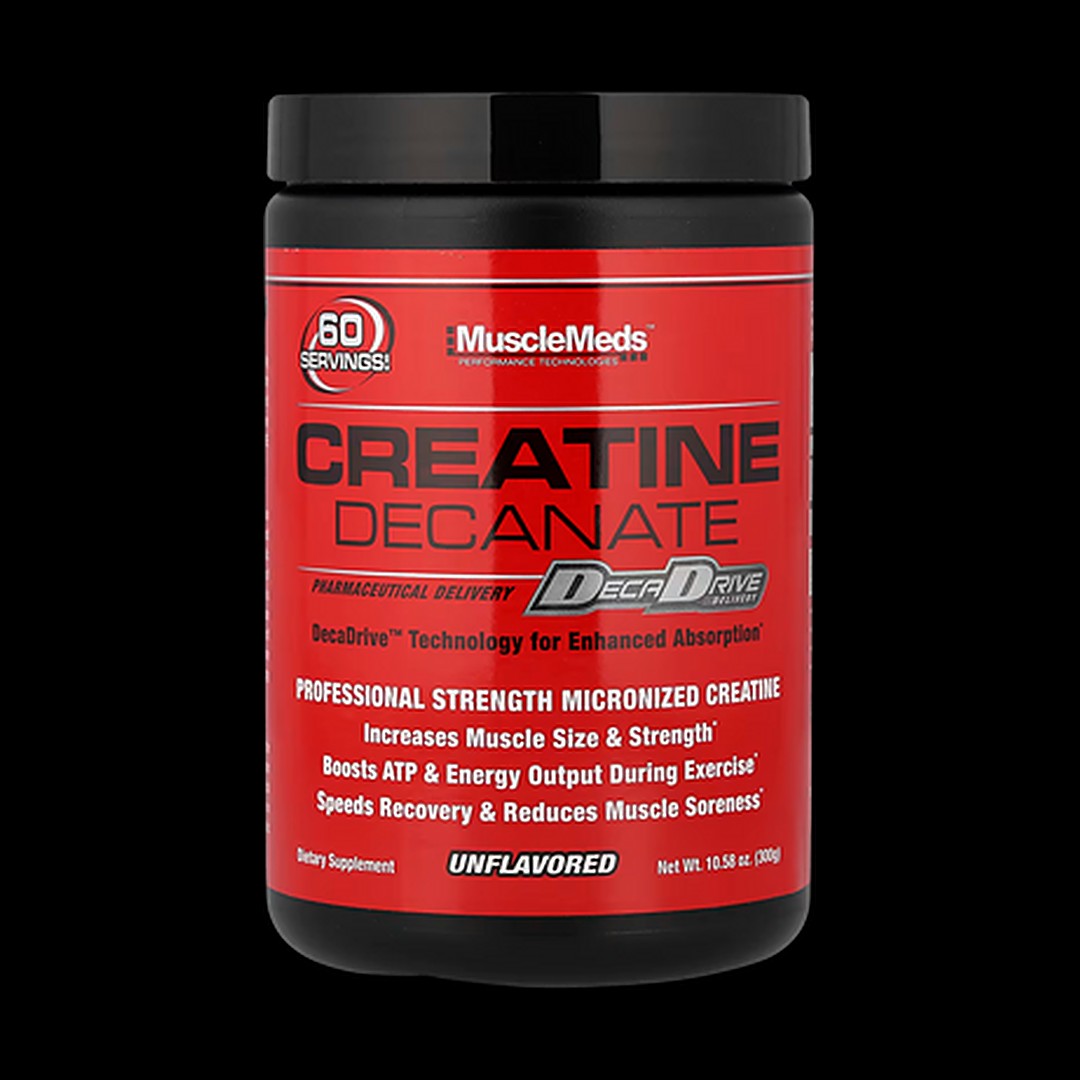 60
SERVINGS!
MuscleMeds™
PERFORMANCE TECHNOLOGIES
CREATINE
DECANATE
PHARMACEUTICAL DELIVERY
DECADRIVE
DELIVERY
DecaDrive™ Technology for Enhanced Absorption*
PROFESSIONAL STRENGTH MICRONIZED CREATINE
Increases Muscle Size & Strength*
Boosts ATP & Energy Output During Exercise*
Speeds Recovery & Reduces Muscle Soreness*
Dietary Supplement
UNFLAVORED
Net Wt. 10.58 oz. (300g)